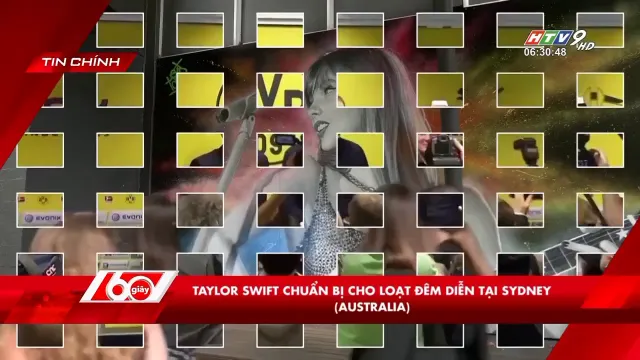 TIN CHÍNH
HTV9 HD
06:30:48
60 giây
TAYLOR SWIFT CHUẨN BỊ CHO LOẠT ĐÊM DIỄN TẠI SYDNEY
(AUSTRALIA)